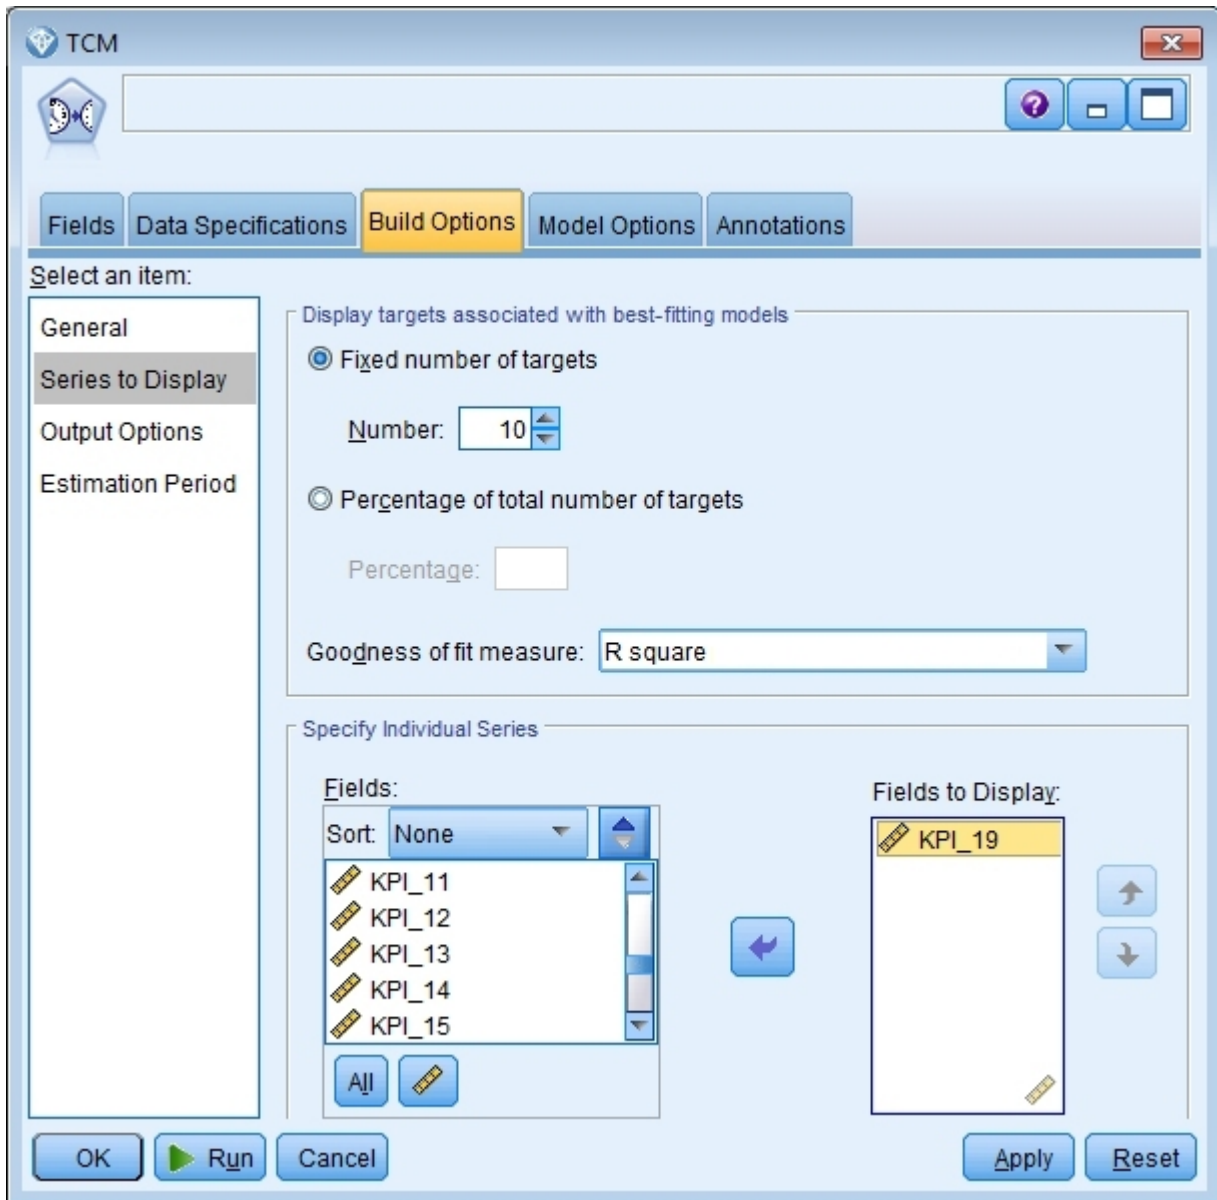 TCM
Fields Data Specifications Build Options Model Options Annotations
Select an item:
General
Series to Display
Output Options
Estimation Period
Display targets associated with best-fitting models
Fixed number of targets
Number: 10
Percentage of total number of targets
Percentage:
Goodness of fit measure: R square
Specify Individual Series
Fields:
Sort: None
KPI_11
KPI_12
KPI_13
KPI_14
KPI_15
All
Fields to Display:
KPI_19
OK Run Cancel Apply Reset